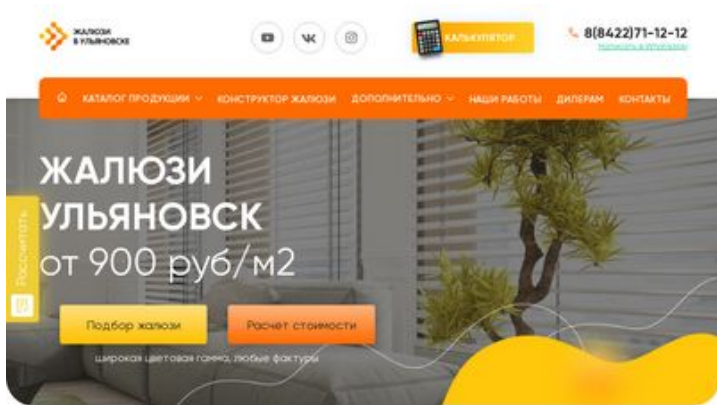 ЖАЛЮЗИ
В УЛЬЯНОВСКЕ
КАЛЬКУЛЯТОР
8(8422)71-12-12
Написать в WhatsApp
КАТАЛОГ ПРОДУКЦИИ
КОНСТРУКТОР ЖАЛЮЗИ
ДОПОЛНИТЕЛЬНО
НАШИ РАБОТЫ
ДИЛЕРАМ
КОНТАКТЫ
ЖАЛЮЗИ
УЛЬЯНОВСК
от 900 руб/м2
Рассчитать
Подбор жалюзи
Расчет стоимости
широкая цветовая гамма, любые фактуры